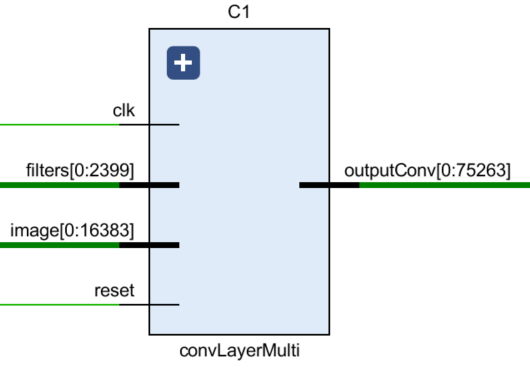 C1
clk
filters[0:2399]
outputConv[0:75263]
image[0:16383]
reset
convLayerMulti